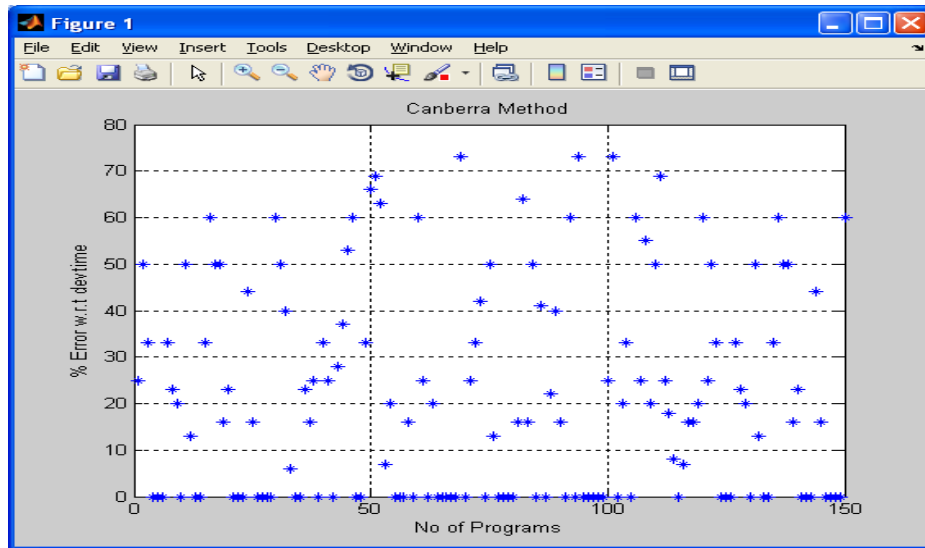 Figure 1
File Edit View Insert Tools Desktop Window Help
Canberra Method
80
70
60
50
40
30
20
10
0
% Error w.r.t devtime
0 50 100 150
No of Programs